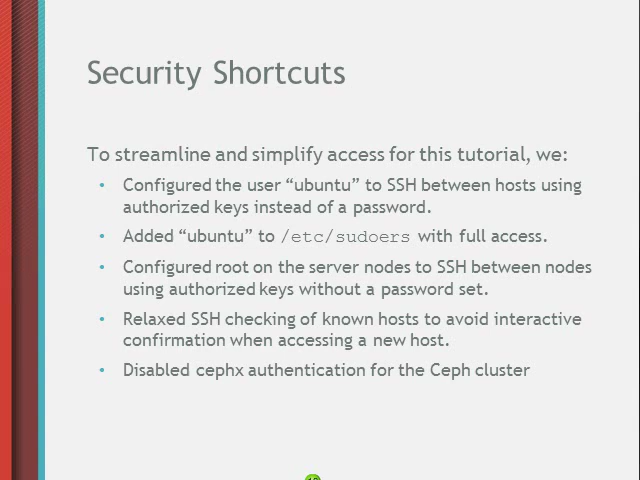 Security Shortcuts
To streamline and simplify access for this tutorial, we:
• Configured the user “ubuntu” to SSH between hosts using
authorized keys instead of a password.
• Added “ubuntu” to /etc/sudoers with full access.
• Configured root on the server nodes to SSH between nodes
using authorized keys without a password set.
• Relaxed SSH checking of known hosts to avoid interactive
confirmation when accessing a new host.
• Disabled cephx authentication for the Ceph cluster